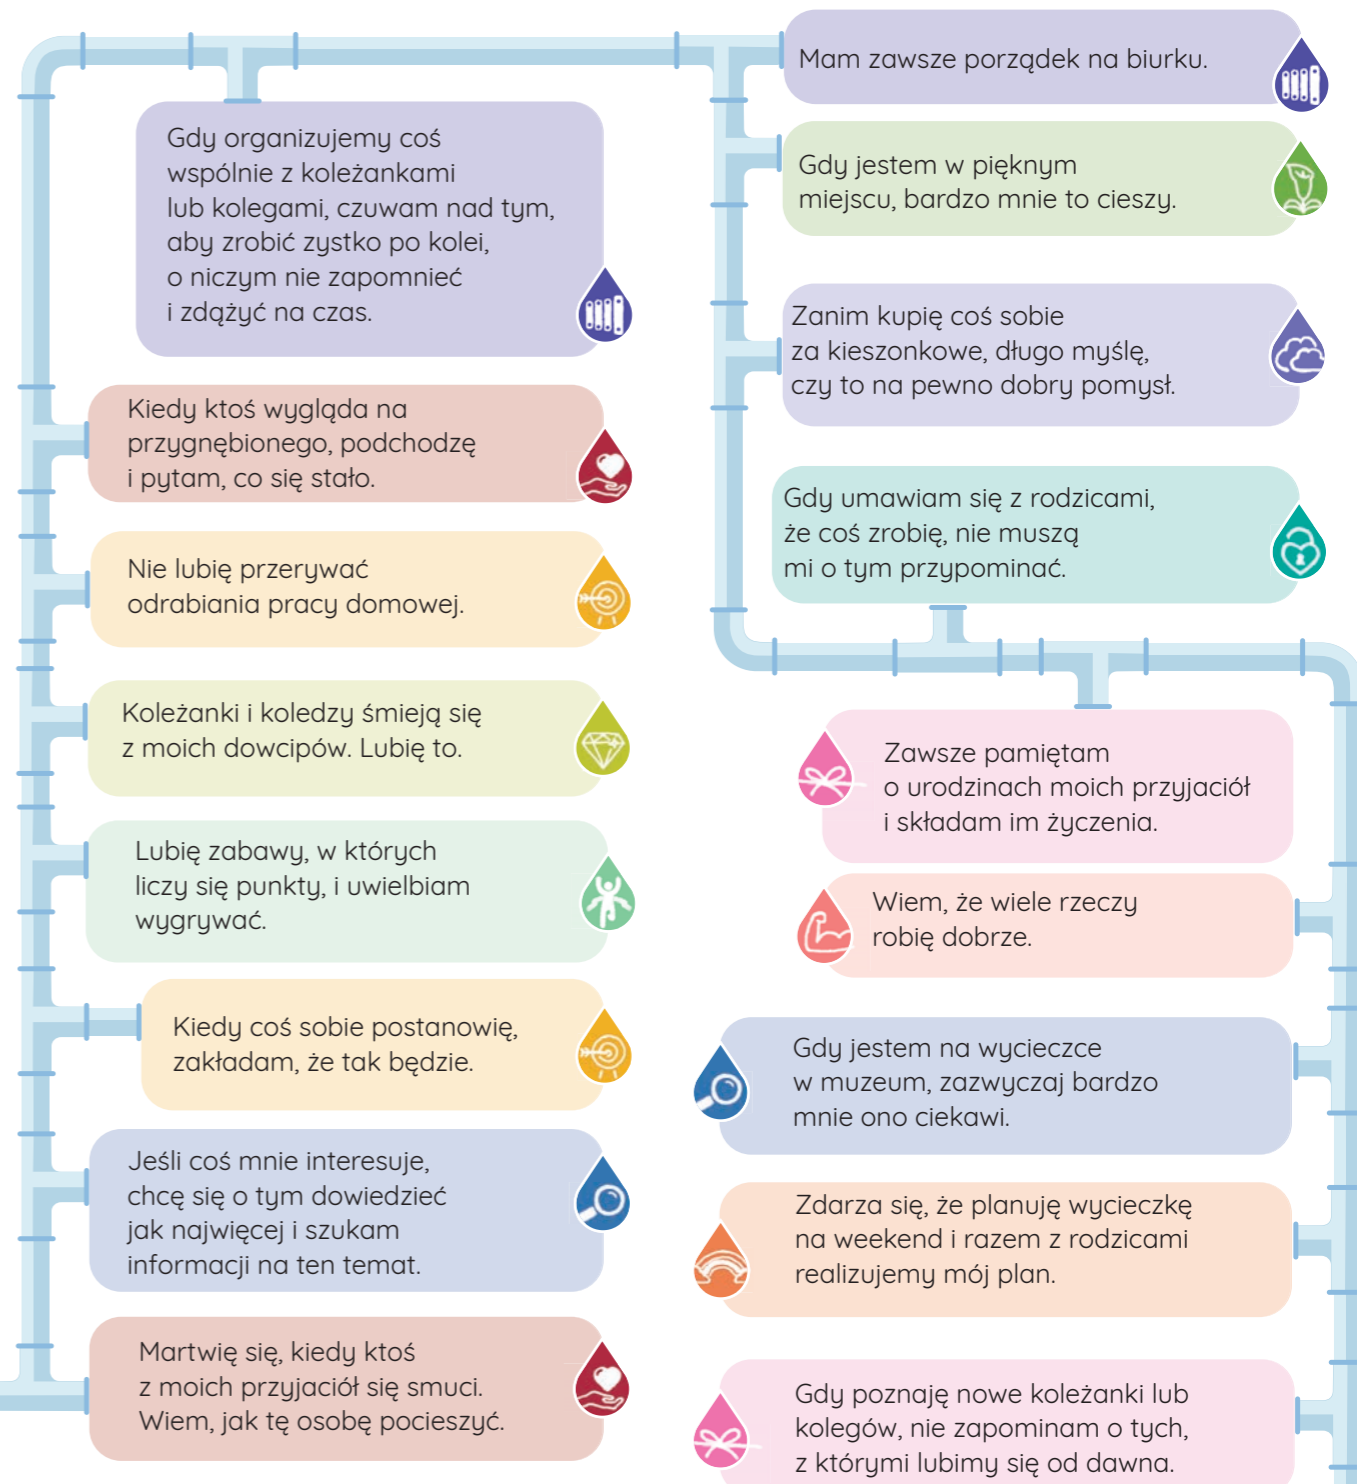 Gdy organizujemy coś
wspólnie z koleżankami
lub kolegami, czuwam nad tym,
aby zrobić zystko po kolei,
o niczym nie zapomnieć
i zdążyć na czas.
Kiedy ktoś wygląda na
przygnębionego, podchodzę
i pytam, co się stało.
Nie lubię przerywać
odrabiania pracy domowej.
Koleżanki i koledzy śmieją się
z moich dowcipów. Lubię to.
Lubię zabawy, w których
liczy się punkty, i uwielbiam
wygrywać.
Kiedy coś sobie postanowię,
zakładam, że tak będzie.
Jeśli coś mnie interesuje,
chcę się o tym dowiedzieć
jak najwięcej i szukam
informacji na ten temat.
Martwię się, kiedy ktoś
z moich przyjaciół się smuci.
Wiem, jak tę osobę pocieszyć.
Mam zawsze porządek na biurku.
Gdy jestem w pięknym
miejscu, bardzo mnie to cieszy.
Zanim kupię coś sobie
za kieszonkowe, długo myślę,
czy to na pewno dobry pomysł.
Gdy umawiam się z rodzicami,
że coś zrobię, nie muszą
mi o tym przypominać.
Zawsze pamiętam
o urodzinach moich przyjaciół
i składam im życzenia.
Wiem, że wiele rzeczy
robię dobrze.
Gdy jestem na wycieczce
w muzeum, zazwyczaj bardzo
mnie ono ciekawi.
Zdarza się, że planuję wycieczkę
na weekend i razem z rodzicami
realizujemy mój plan.
Gdy poznaję nowe koleżanki lub
kolegów, nie zapominam o tych,
z którymi lubimy się od dawna.